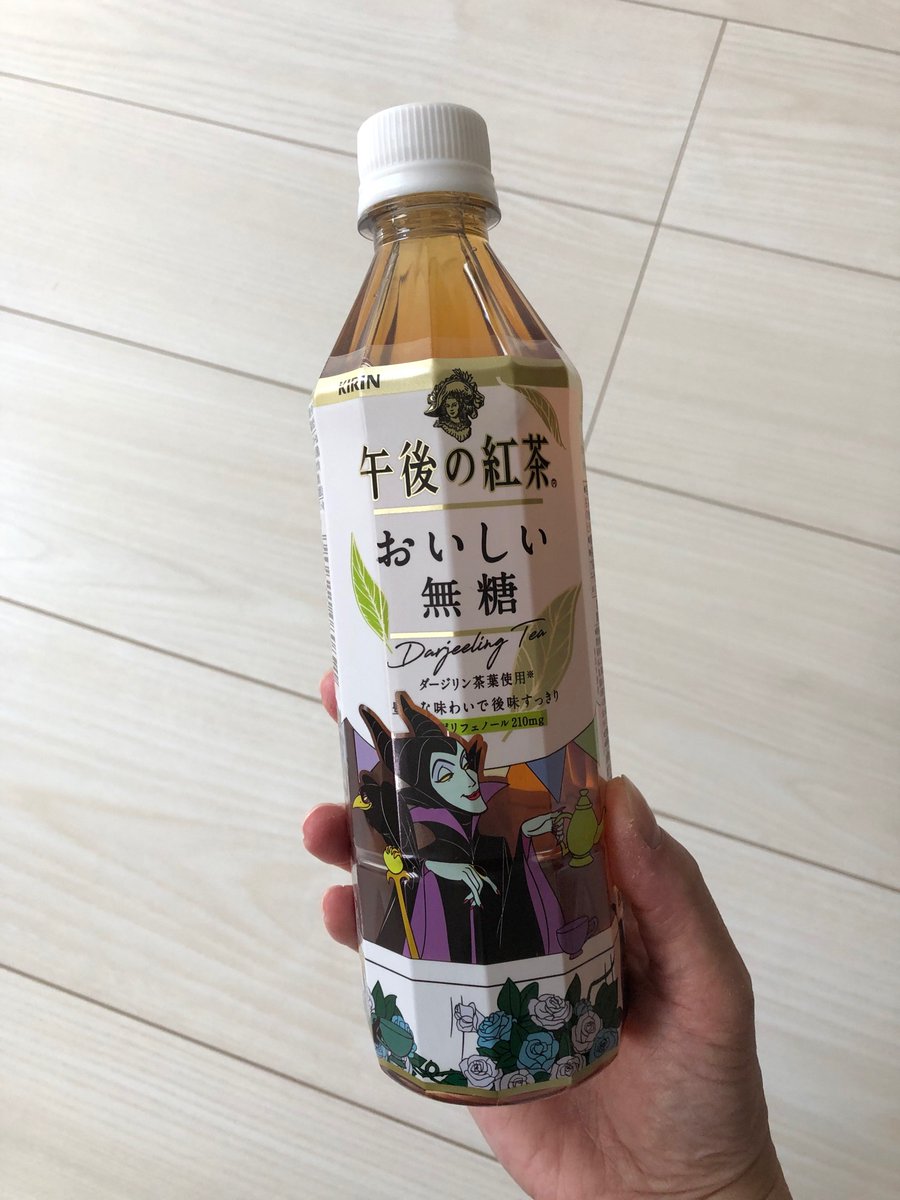 KIRIN
午後の紅茶®
おいしい
無糖
Darjeeling Tea
ダージリン茶葉使用※
な味わいで後味すっきり
リフェノール 210mg